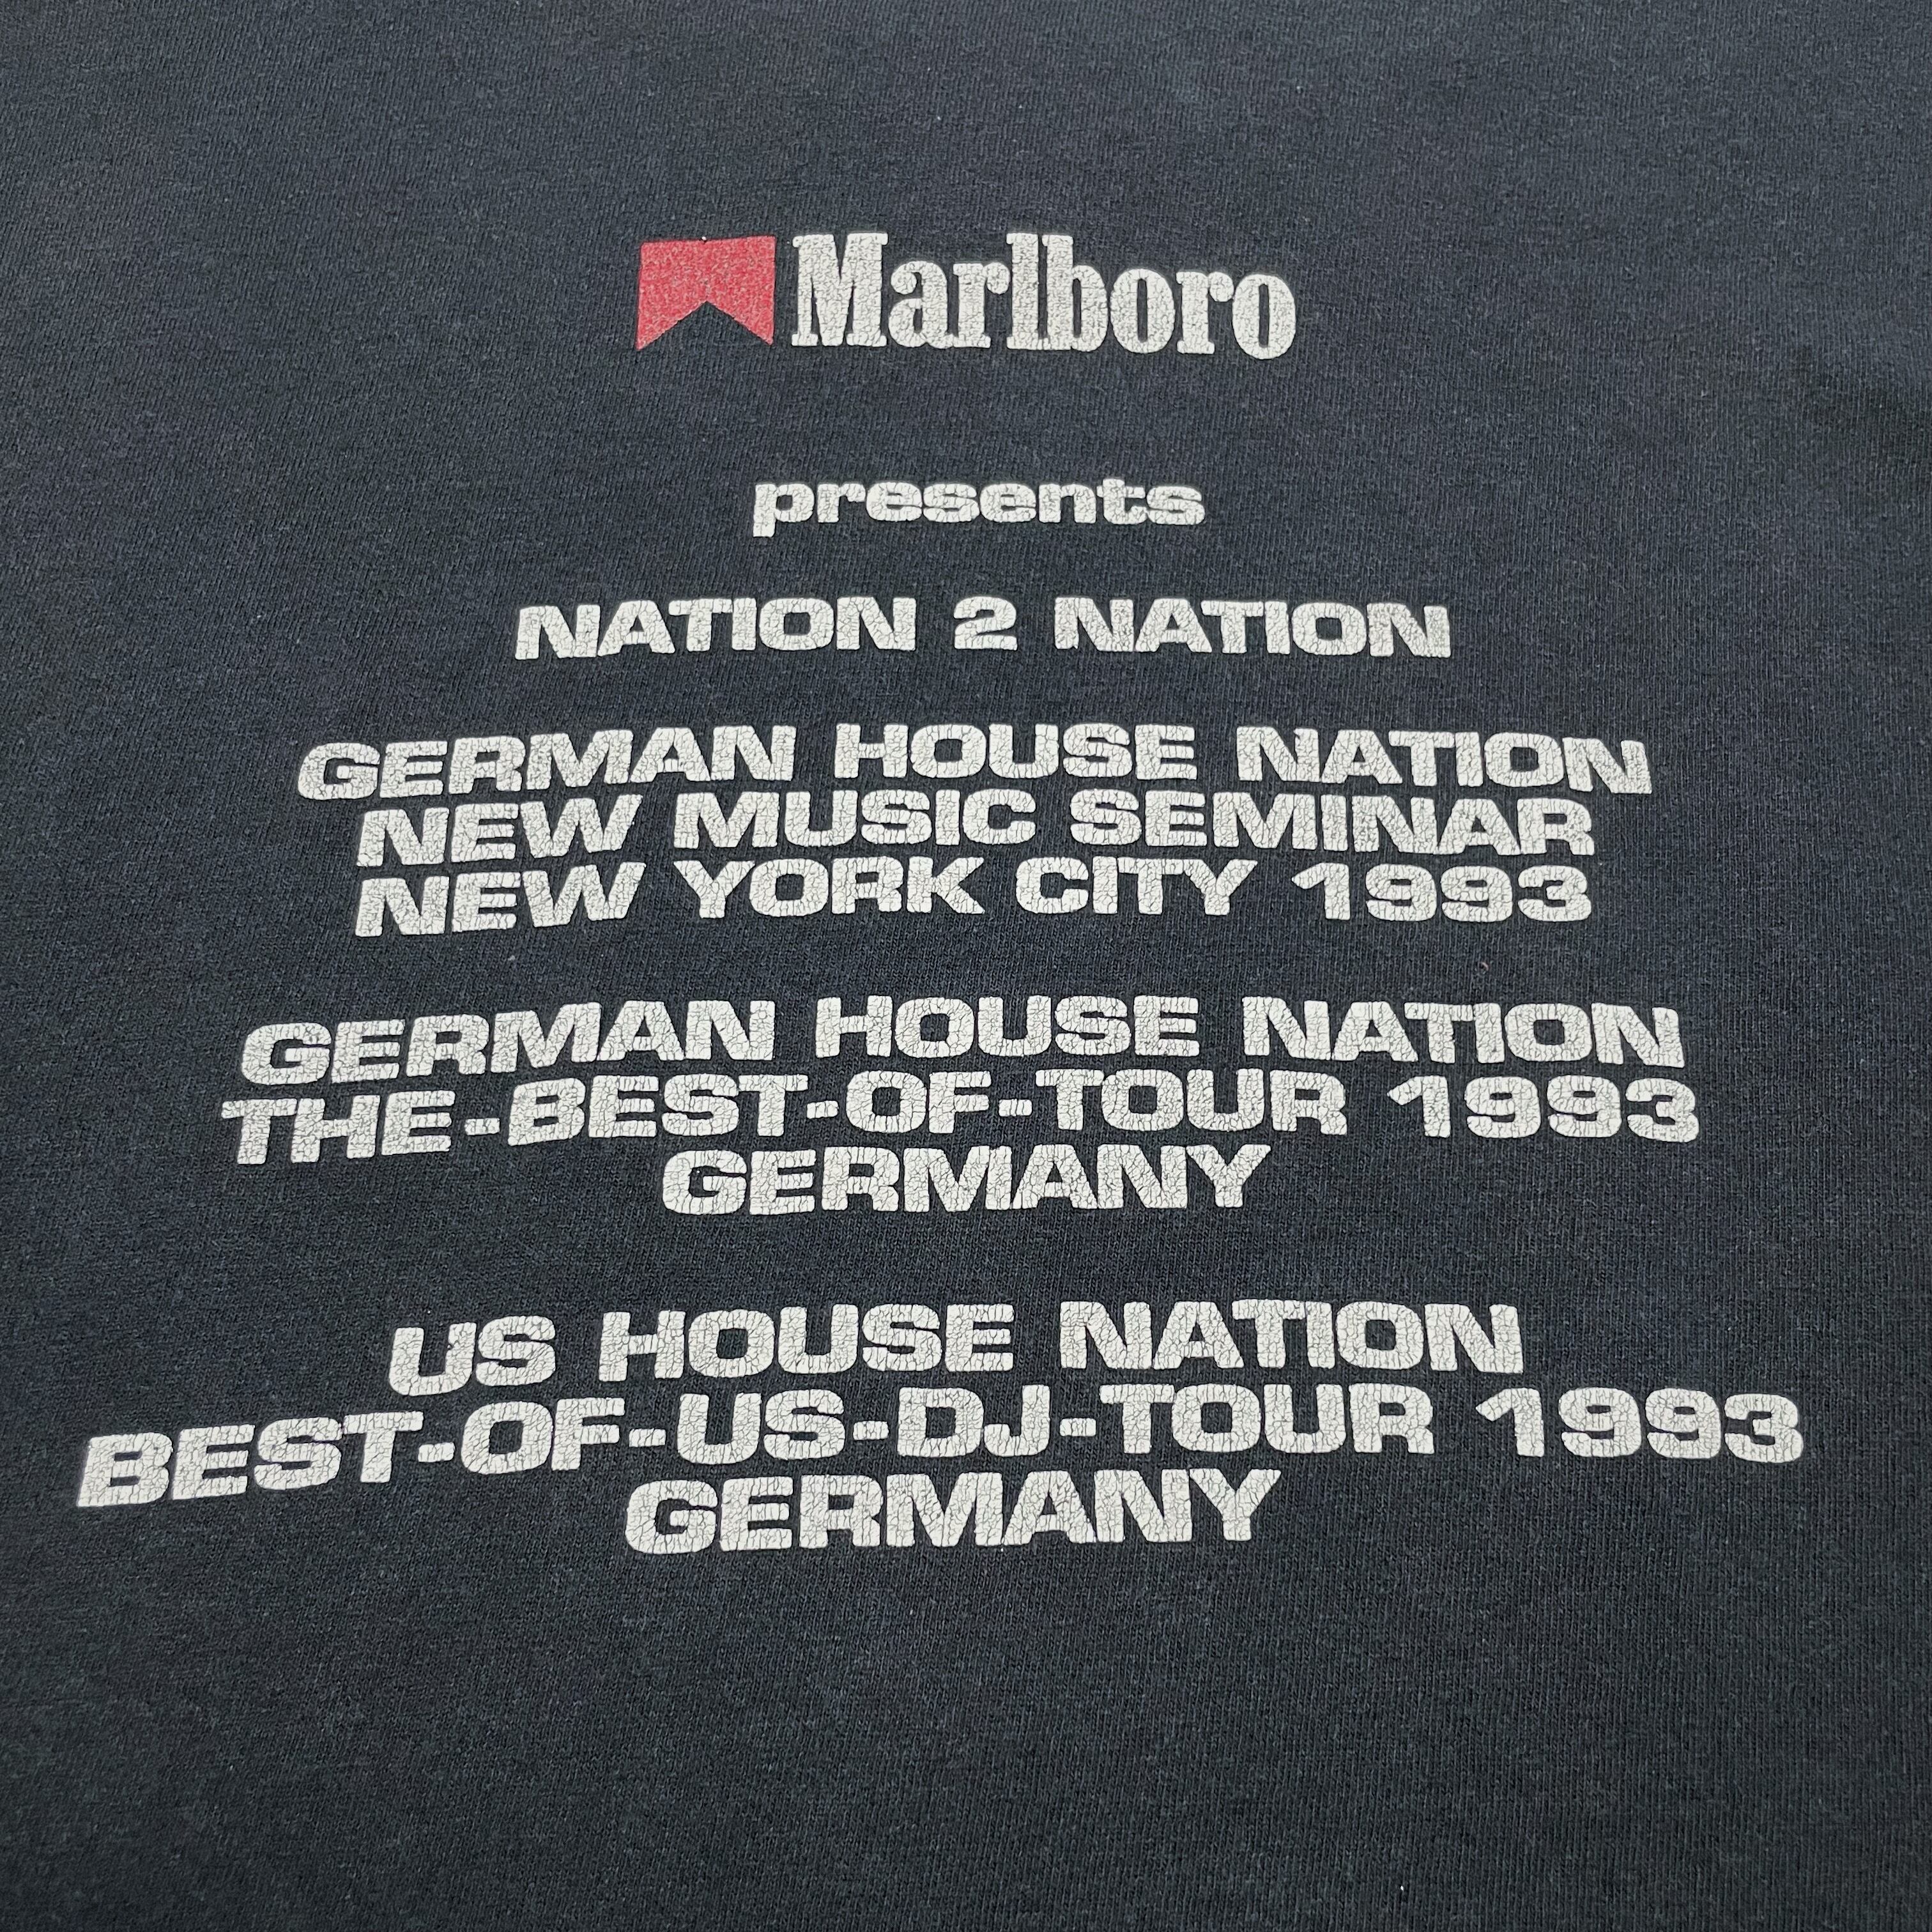 Marlboro
presents
NATION 2 NATION
GERMAN HOUSE NATION
NEW MUSIC SEMINAR
NEW YORK CITY 1993
GERMAN HOUSE NATION
THE-BEST-OF-TOUR 1993
GERMANY
US HOUSE NATION
BEST-OF-US-DJ-TOUR 1993
GERMANY